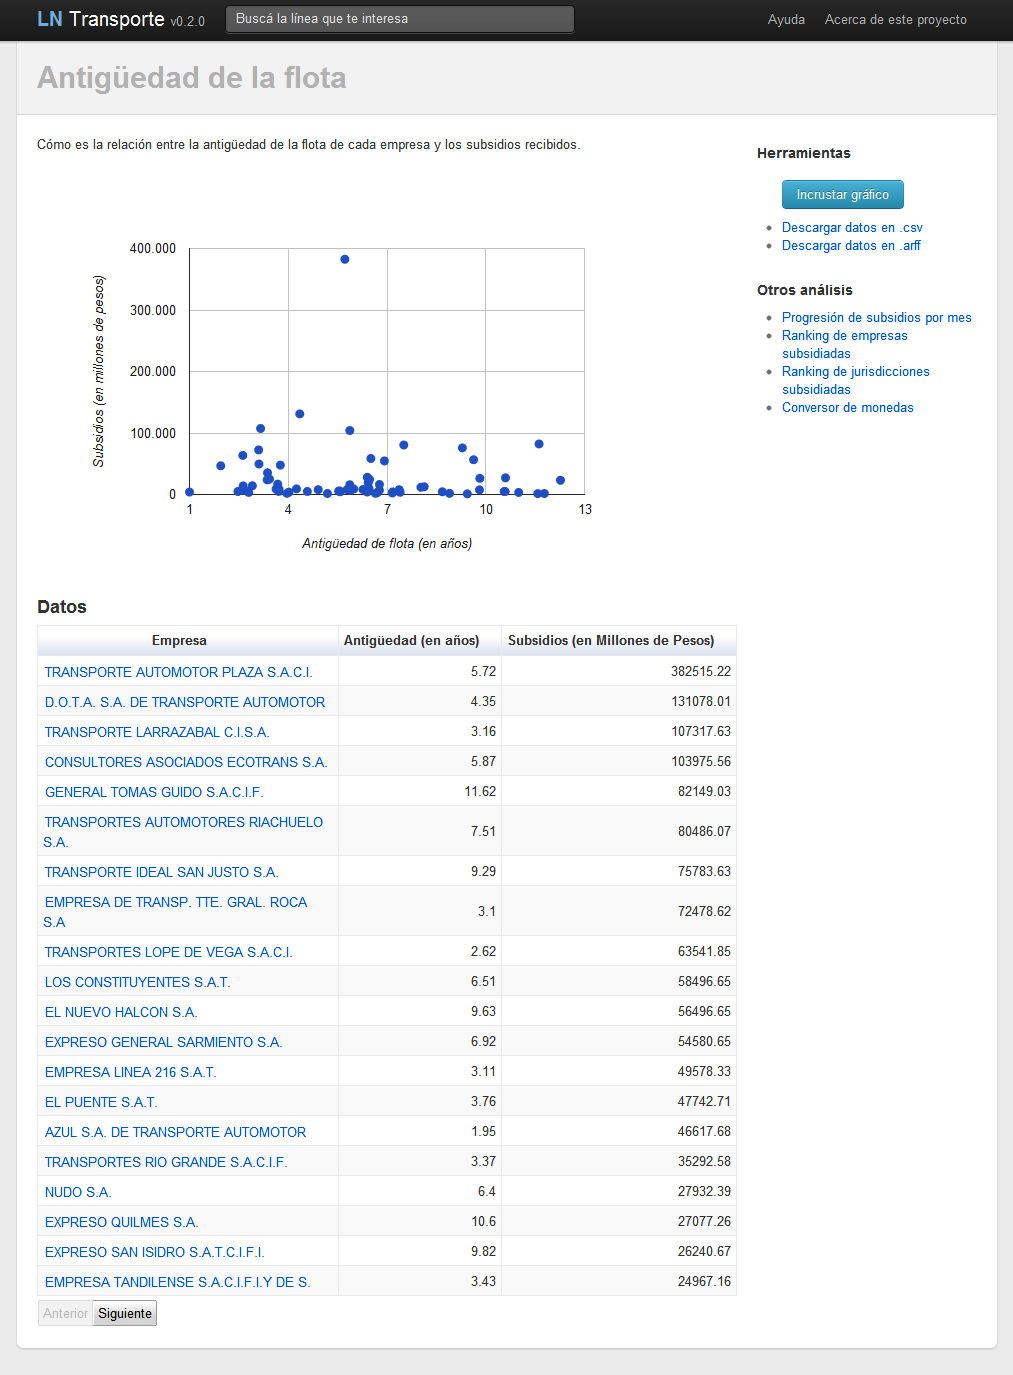 LN Transporte v0.2.0
Buscá la línea que te interesa
Ayuda
Acerca de este proyecto
Antigüedad de la flota
Cómo es la relación entre la antigüedad de la flota de cada empresa y los subsidios recibidos.
400.000
300.000
200.000
100.000
0
Subsidios (en millones de pesos)
1 4 7 10 13
Antigüedad de flota (en años)
Herramientas
Incrustar gráfico
Descargar datos en .csv
Descargar datos en .arff
Otros análisis
Progresión de subsidios por mes
Ranking de empresas
subsidiadas
Ranking de jurisdicciones
subsidiadas
Conversor de monedas
Datos
Empresa Antigüedad (en años) Subsidios (en Millones de Pesos)
TRANSPORTE AUTOMOTOR PLAZA S.A.C.I. 5.72 382515.22
D.O.T.A. S.A. DE TRANSPORTE AUTOMOTOR 4.35 131078.01
TRANSPORTE LARRAZABAL C.I.S.A. 3.16 107317.63
CONSULTORES ASOCIADOS ECOTRANS S.A. 5.87 103975.56
GENERAL TOMAS GUIDO S.A.C.I.F. 11.62 82149.03
TRANSPORTES AUTOMOTORES RIACHUELO
S.A. 7.51 80486.07
TRANSPORTE IDEAL SAN JUSTO S.A. 9.29 75783.63
EMPRESA DE TRANSP. TTE. GRAL. ROCA
S.A 3.1 72478.62
TRANSPORTES LOPE DE VEGA S.A.C.I. 2.62 63541.85
LOS CONSTITUYENTES S.A.T. 6.51 58496.65
EL NUEVO HALCON S.A. 9.63 56496.65
EXPRESO GENERAL SARMIENTO S.A. 6.92 54580.65
EMPRESA LINEA 216 S.A.T. 3.11 49578.33
EL PUENTE S.A.T. 3.76 47742.71
AZUL S.A. DE TRANSPORTE AUTOMOTOR 1.95 46617.68
TRANSPORTES RIO GRANDE S.A.C.I.F. 3.37 35292.58
NUDO S.A. 6.4 27932.39
EXPRESO QUILMES S.A. 10.6 27077.26
EXPRESO SAN ISIDRO S.A.T.C.I.F.I. 9.82 26240.67
EMPRESA TANDILENSE S.A.C.I.F.I.Y DE S. 3.43 24967.16
Anterior Siguiente